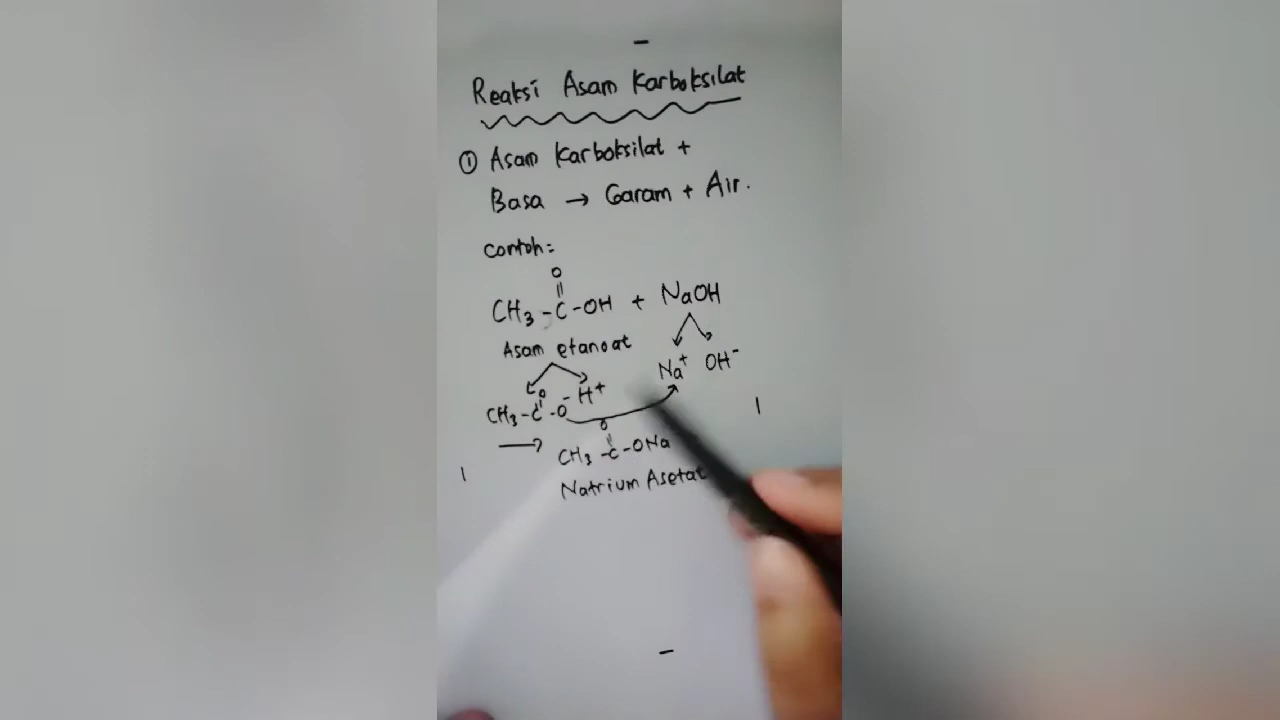 Reaksi Asam Karboksilat
① Asam Karboksilat +
Basa → Garam + Air.
Contoh:
O
||
CH3 - C - OH + NaOH
Asam etanoat
Na+ OH-
O
||
CH3 - C - O- H+
→
O
||
CH3 - C - ONa
Natrium Asetat